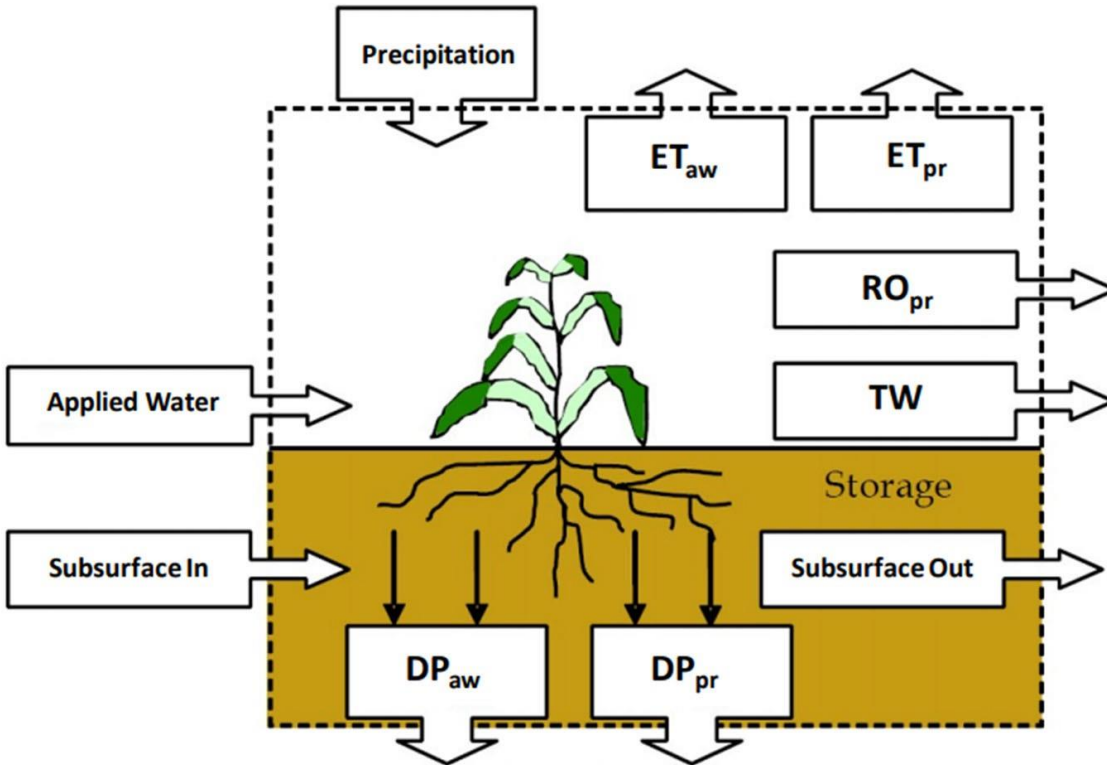 Precipitation
ETaw
ETpr
ROpr
Applied Water
TW
Storage
Subsurface In
Subsurface Out
DPaw
DPpr